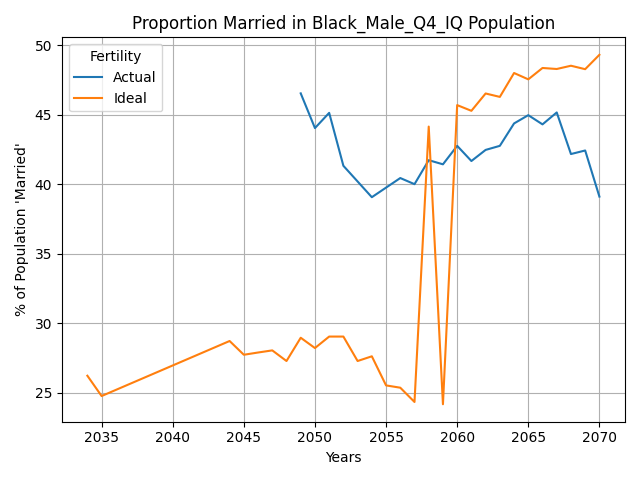 Proportion Married in Black_Male_Q4_IQ Population
Fertility
Actual
Ideal
50
45
40
35
30
25
% of Population 'Married'
2035 2040 2045 2050 2055 2060 2065 2070
Years